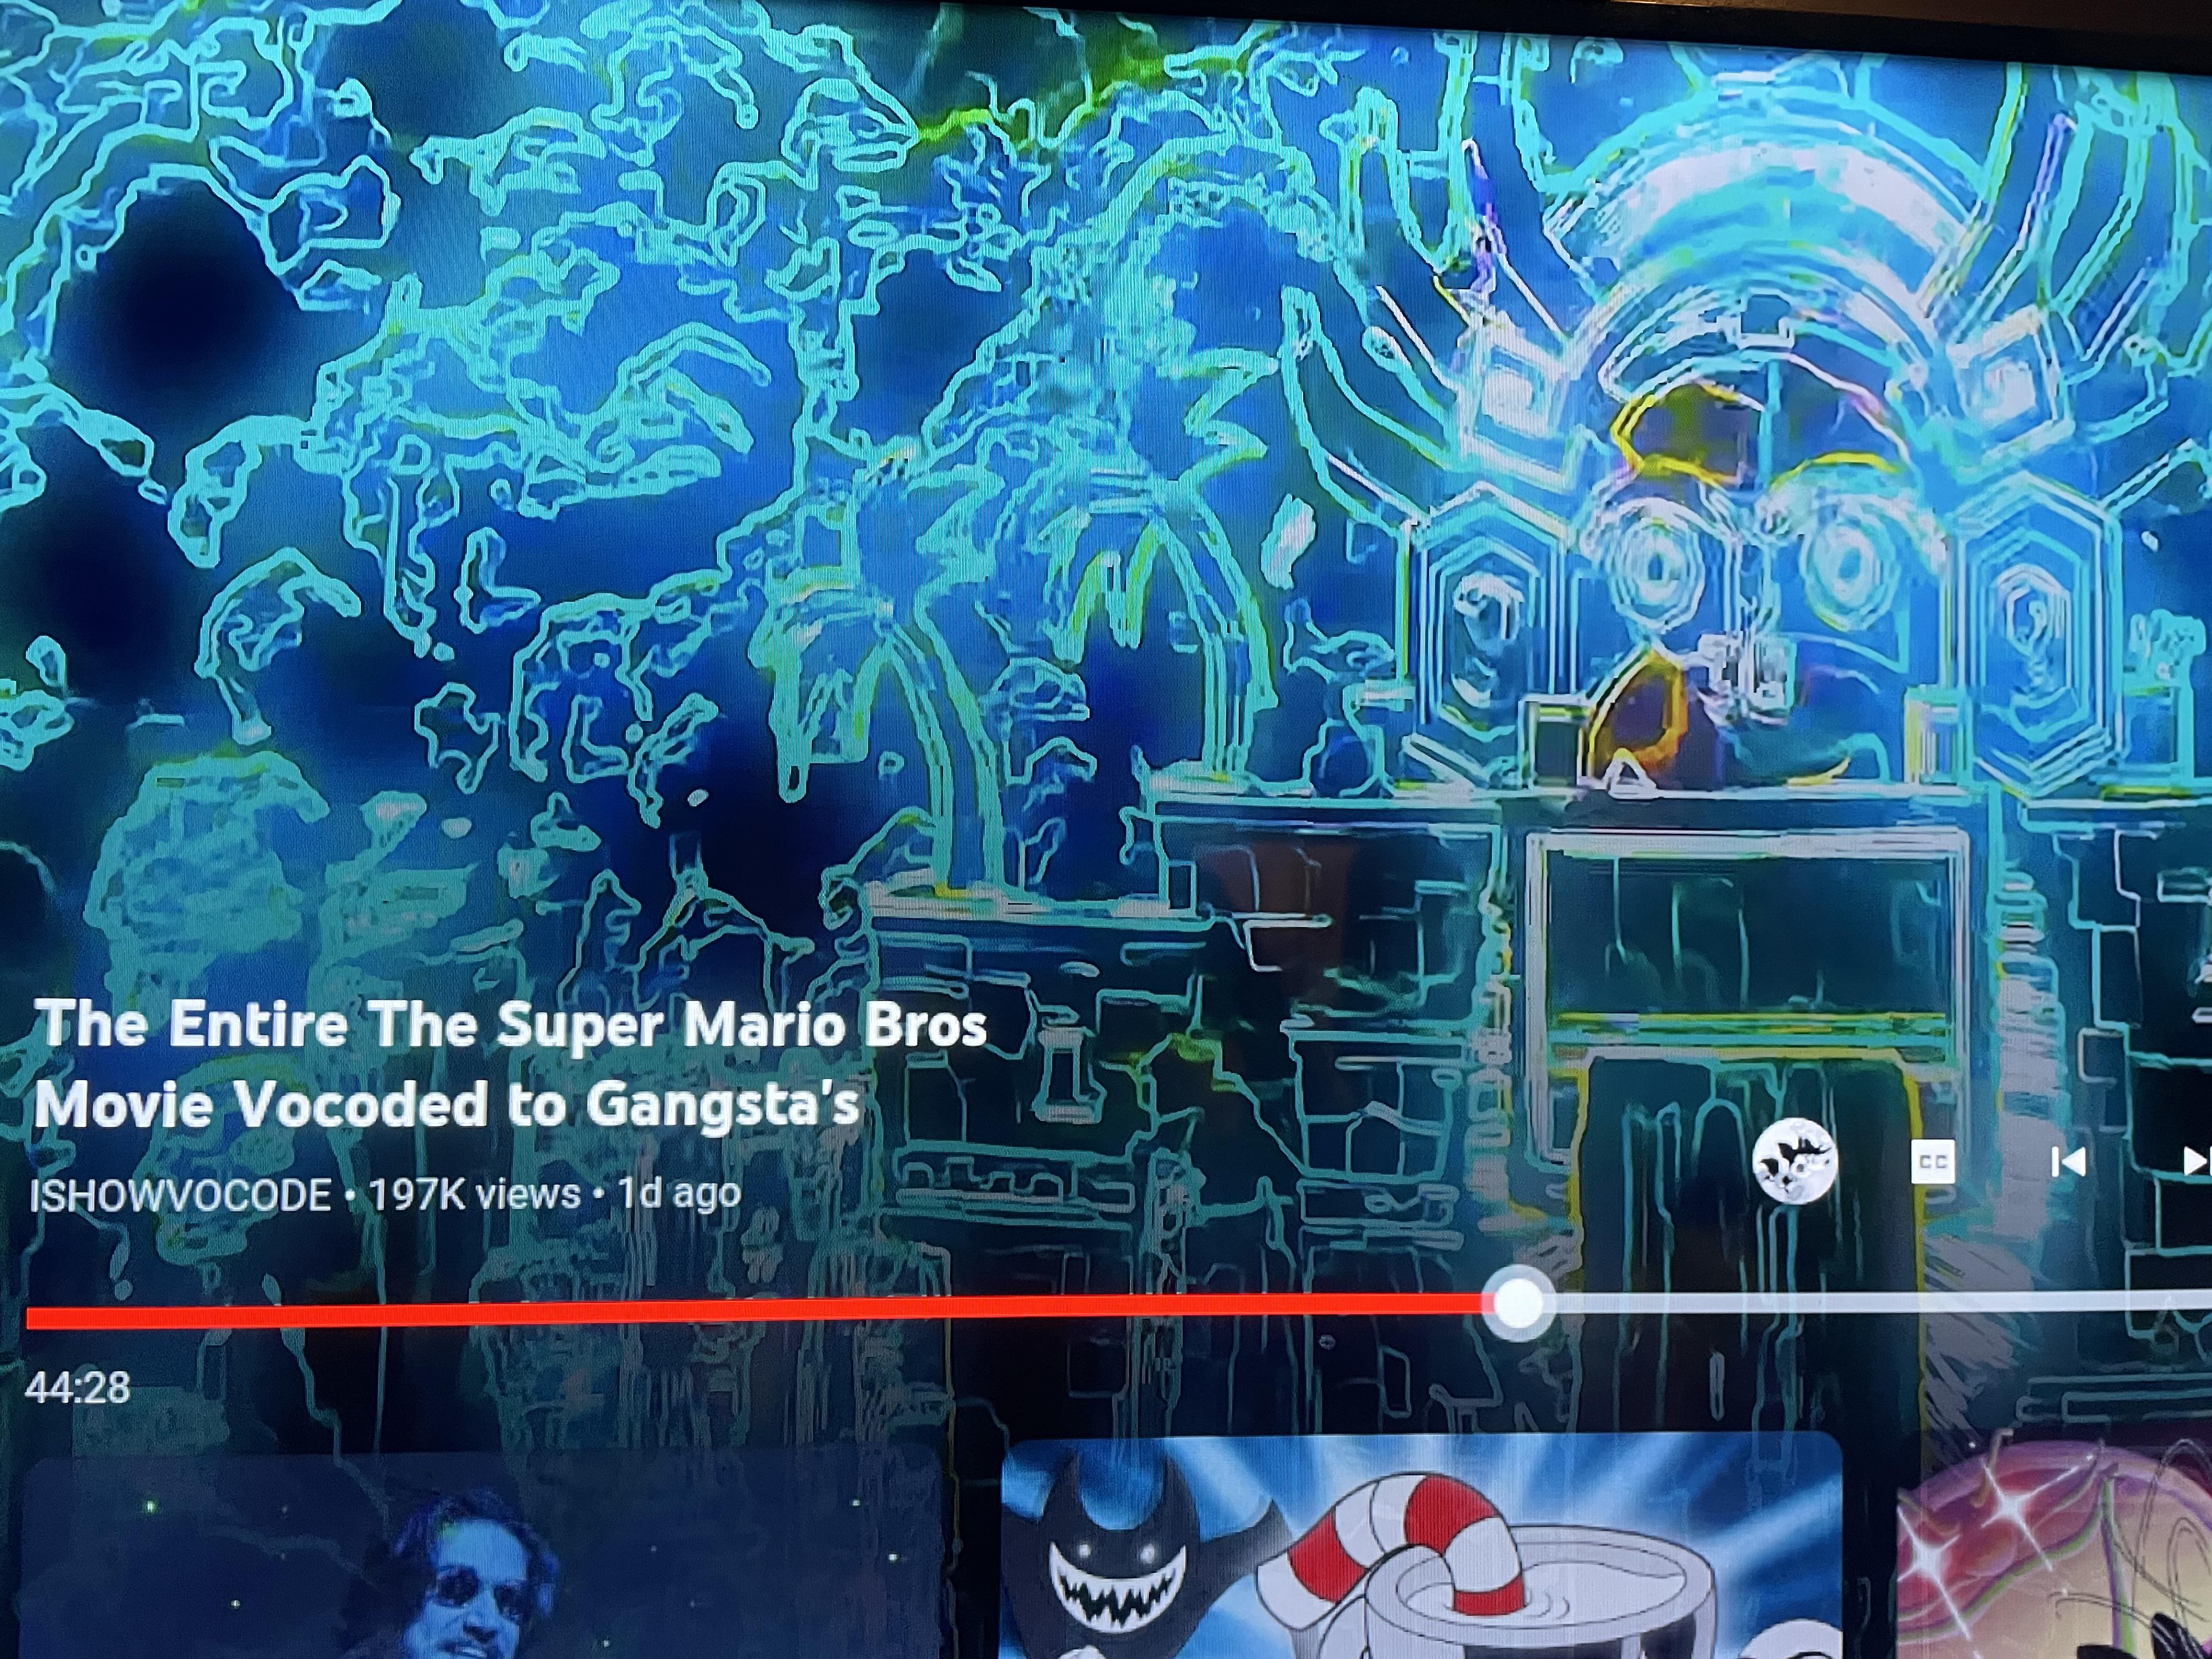 The Entire The Super Mario Bros
Movie Vocoded to Gangsta's
ISHOWVOCODE • 197K views • 1d ago
CC
44:28